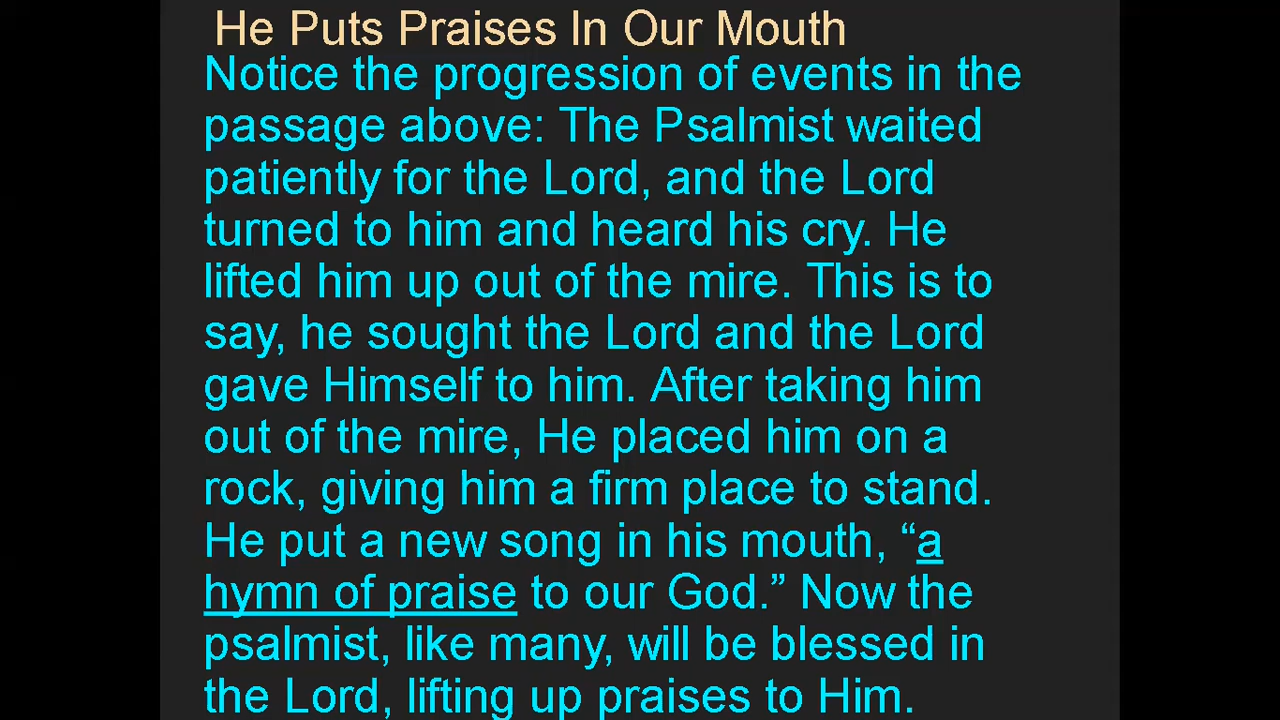 He Puts Praises In Our Mouth
Notice the progression of events in the
passage above: The Psalmist waited
patiently for the Lord, and the Lord
turned to him and heard his cry. He
lifted him up out of the mire. This is to
say, he sought the Lord and the Lord
gave Himself to him. After taking him
out of the mire, He placed him on a
rock, giving him a firm place to stand.
He put a new song in his mouth, “a
hymn of praise to our God.” Now the
psalmist, like many, will be blessed in
the Lord, lifting up praises to Him.